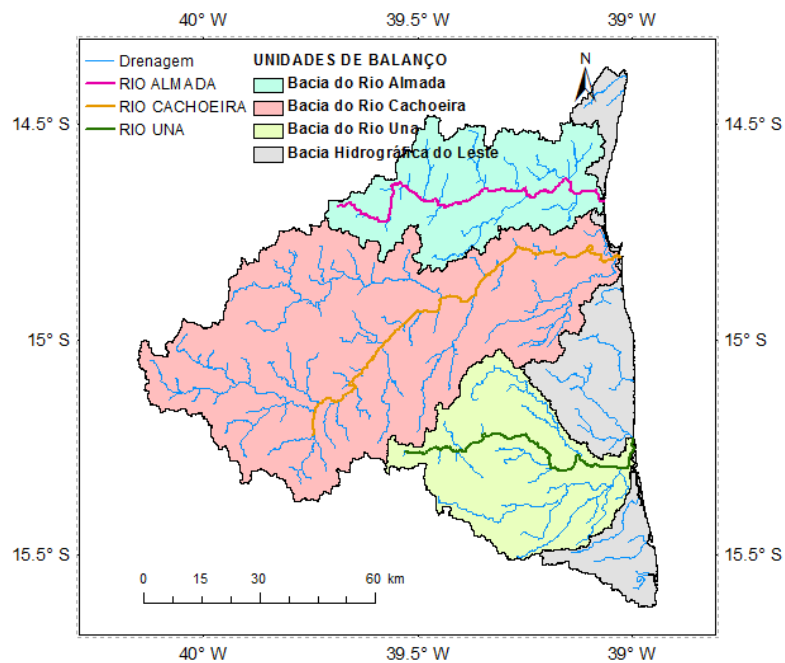 40° W 39.5° W 39° W
Drenagem
RIO ALMADA
RIO CACHOEIRA
RIO UNA
UNIDADES DE BALANÇO
Bacia do Rio Almada
Bacia do Rio Cachoeira
Bacia do Rio Una
Bacia Hidrográfica do Leste
N
14.5° S 14.5° S
15° S 15° S
15.5° S 15.5° S
0 15 30 60 km
40° W 39.5° W 39° W